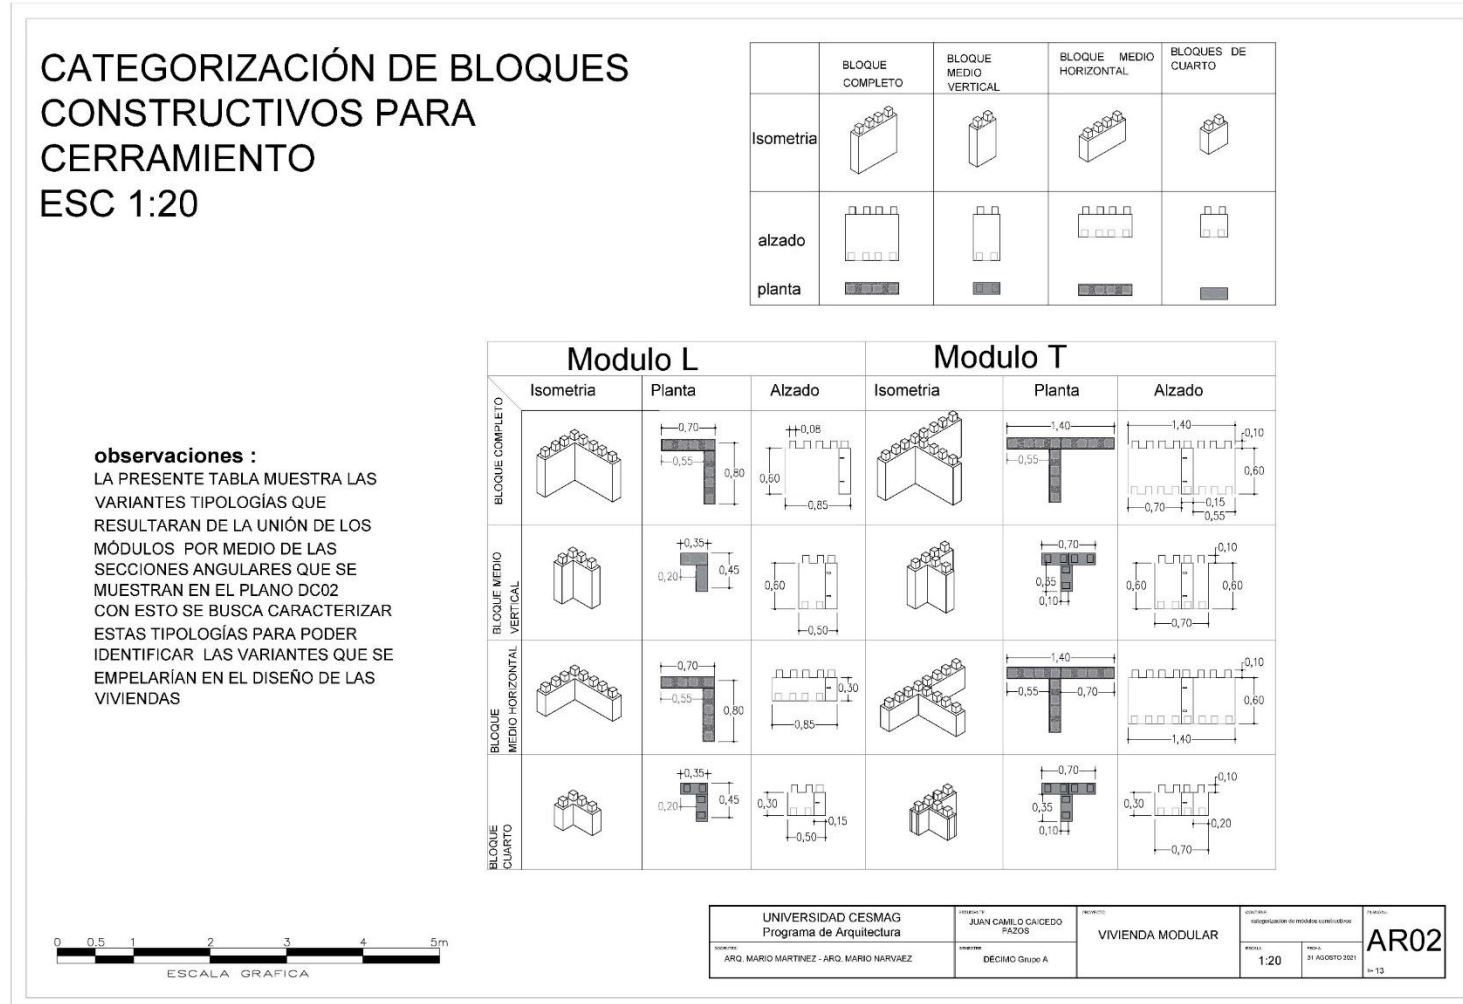 CATEGORIZACIÓN DE BLOQUES
CONSTRUCTIVOS PARA
CERRAMIENTO
ESC 1:20
BLOQUE
COMPLETO
BLOQUE
MEDIO
VERTICAL
BLOQUE MEDIO
HORIZONTAL
BLOQUES DE
CUARTO
Isometria
alzado
planta
observaciones :
LA PRESENTE TABLA MUESTRA LAS
VARIANTES TIPOLOGÍAS QUE
RESULTARAN DE LA UNIÓN DE LOS
MÓDULOS POR MEDIO DE LAS
SECCIONES ANGULARES QUE SE
MUESTRAN EN EL PLANO DC02
CON ESTO SE BUSCA CARACTERIZAR
ESTAS TIPOLOGÍAS PARA PODER
IDENTIFICAR LAS VARIANTES QUE SE
EMPELARÍAN EN EL DISEÑO DE LAS
VIVIENDAS
Modulo L
Modulo T
Isometria
Planta
Alzado
Isometria
Planta
Alzado
BLOQUE COMPLETO
0,70
0,55
0,80
0,08
0,60
0,85
1,40
0,55
1,40
0,10
0,60
0,70
0,15
0,55
BLOQUE MEDIO
VERTICAL
0,35
0,20
0,45
0,60
0,50
0,70
0,35
0,10
0,10
0,60
0,60
0,70
BLOQUE
MEDIO HORIZONTAL
0,70
0,55
0,80
0,30
0,85
1,40
0,55
0,70
0,10
0,60
1,40
BLOQUE
CUARTO
0,35
0,20
0,45
0,30
0,15
0,50
0,70
0,35
0,10
0,10
0,30
0,20
0,70
0 0.5 1 2 3 4 5m
ESCALA GRAFICA
UNIVERSIDAD CESMAG
Programa de Arquitectura
ARQ. MARIO MARTINEZ - ARQ. MARIO NARVAEZ
JUAN CAMILO CAICEDO
PAZOS
SEMESTRE
DÉCIMO Grupo A
PROYECTO
VIVIENDA MODULAR
categorizacion de módulos constructivos
ESCALA
1:20
FECHA
31 AGOSTO 2021
AR02
13